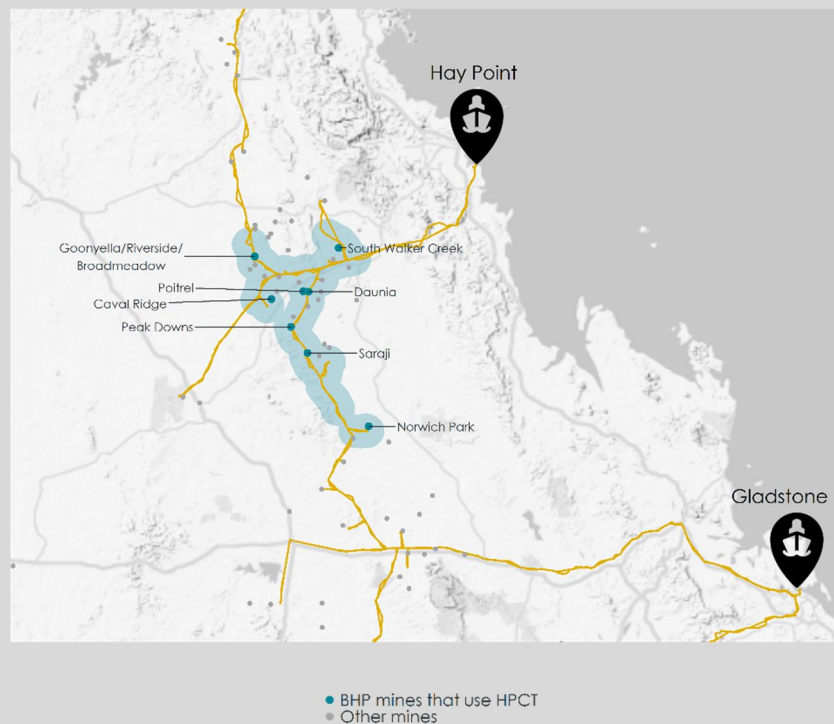 Hay Point
Goonyella/Riverside/
Broadmeadow
South Walker Creek
Poitrel
Daunia
Caval Ridge
Peak Downs
Saraji
Norwich Park
Gladstone
BHP mines that use HPCT
Other mines